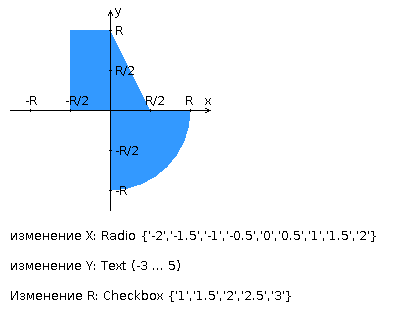 y
R
R/2
-R -R/2 R/2 R x
-R/2
-R
изменение X: Radio {'-2','-1.5','-1','-0.5','0','0.5','1','1.5','2'}
изменение Y: Text (-3 ... 5)
Изменение R: Checkbox {'1','1.5','2','2.5','3'}